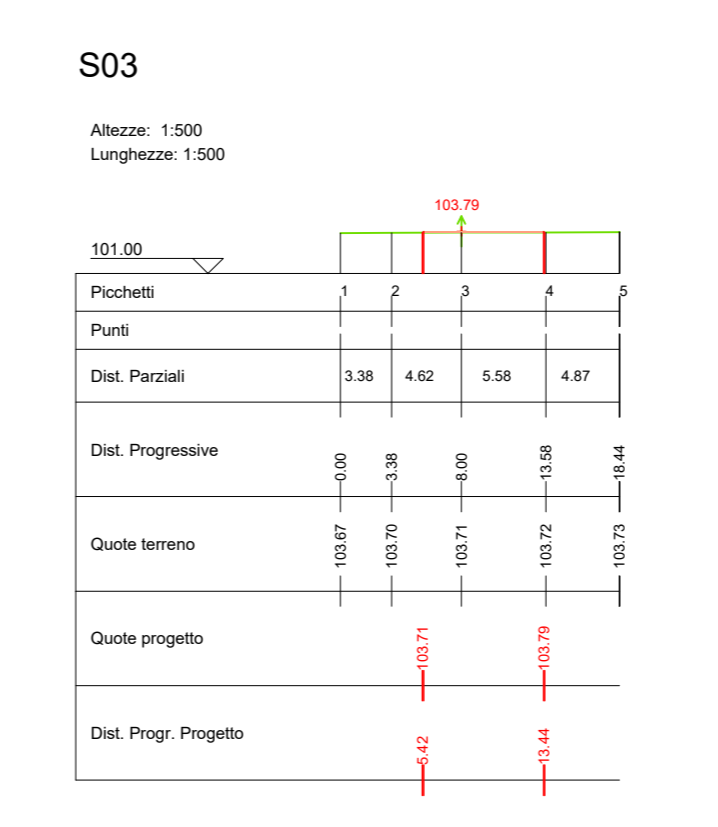 S03
Altezze: 1:500
Lunghezze: 1:500
103.79
101.00
Picchetti 1 2 3 4 5
Punti
Dist. Parziali 3.38 4.62 5.58 4.87
Dist. Progressive 0.00 3.38 8.00 13.58 18.44
Quote terreno 103.67 103.70 103.71 103.72 103.73
Quote progetto 103.71 103.79
Dist. Progr. Progetto 5.42 13.44